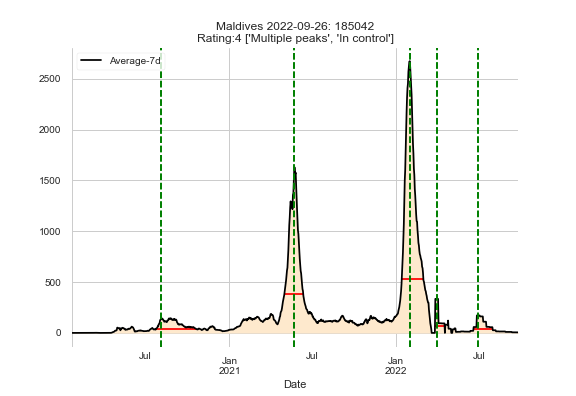 Maldives 2022-09-26: 185042
Rating:4 ['Multiple peaks', 'In control']
Average-7d
2500
2000
1500
1000
500
0
Jul
Jan
2021
Jul
Jan
2022
Jul
Date